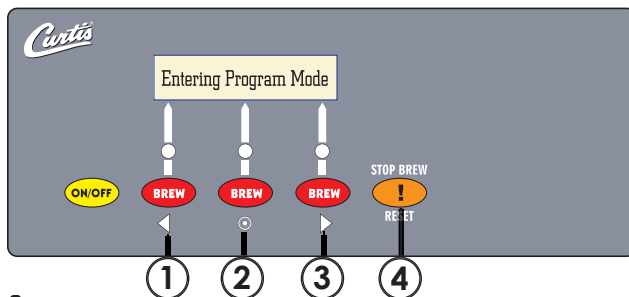 Curtis
Entering Program Mode
STOP BREW
ON/OFF BREW BREW BREW !
RESET
1 2 3 4